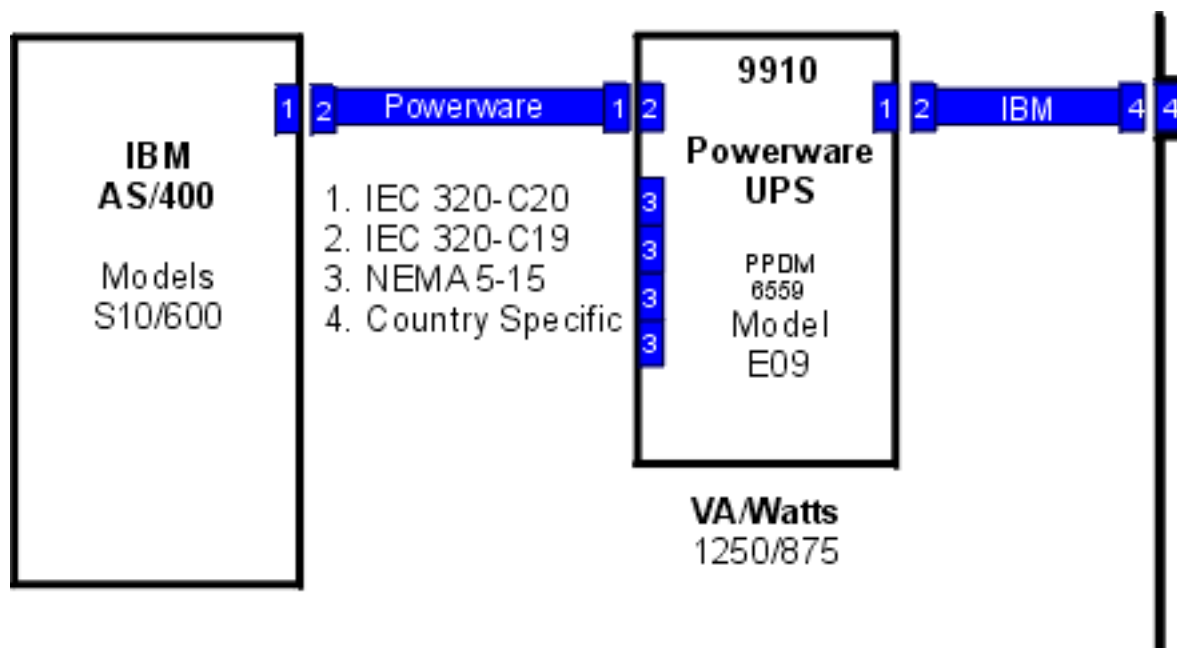 IBM
AS/400
Models
S10/600
1
2
Powerware
1
1. IEC 320-C20
2. IEC 320-C19
3. NEMA 5-15
4. Country Specific
2
3
3
3
3
9910
Powerware
UPS
PPDM
6559
Model
E09
1
VA/Watts
1250/875
2
IBM
4
4